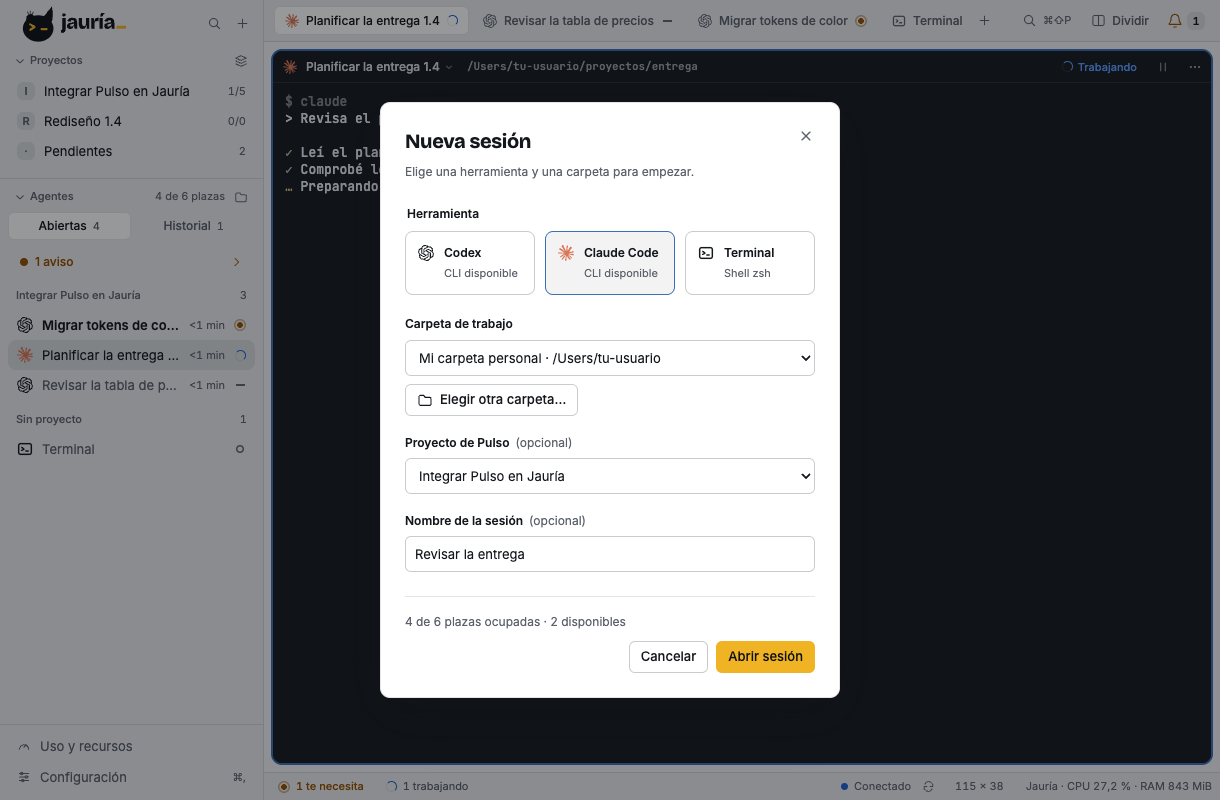 jauría_
Proyectos
I Integrar Pulso en Jauría 1/5
R Rediseño 1.4 0/0
· Pendientes 2
Agentes 4 de 6 plazas
Abiertas 4 Historial 1
1 aviso
Integrar Pulso en Jauría 3
Migrar tokens de co... <1 min
Planificar la entrega ... <1 min
Revisar la tabla de p... <1 min
Sin proyecto 1
Terminal
Uso y recursos
Configuración ⌘,
Planificar la entrega 1.4 Revisar la tabla de precios Migrar tokens de color Terminal ⌘⇧P Dividir 1
Planificar la entrega 1.4 /Users/tu-usuario/proyectos/entrega Trabajando
$ claude
> Revisa el
✓ Leí el
✓ Comprobé
… Preparando
Nueva sesión
Elige una herramienta y una carpeta para empezar.
Herramienta
Codex
CLI disponible
Claude Code
CLI disponible
Terminal
Shell zsh
Carpeta de trabajo
Mi carpeta personal · /Users/tu-usuario
Elegir otra carpeta...
Proyecto de Pulso (opcional)
Integrar Pulso en Jauría
Nombre de la sesión (opcional)
Revisar la entrega
4 de 6 plazas ocupadas · 2 disponibles
Cancelar Abrir sesión
1 te necesita 1 trabajando Conectado 115 × 38 Jauría · CPU 27,2 % · RAM 843 MiB